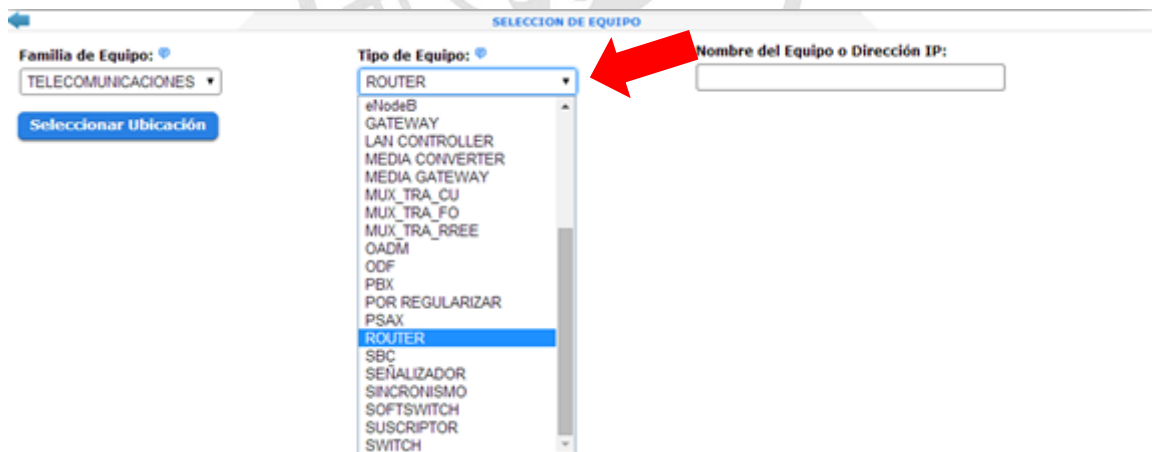 SELECCION DE EQUIPO
Familia de Equipo:
TELECOMUNICACIONES
Seleccionar Ubicación
Tipo de Equipo:
ROUTER
eNodeB
GATEWAY
LAN CONTROLLER
MEDIA CONVERTER
MEDIA GATEWAY
MUX_TRA_CU
MUX_TRA_FO
MUX_TRA_RREE
OADM
ODF
PBX
POR REGULARIZAR
PSAX
ROUTER
SBC
SEÑALIZADOR
SINCRONISMO
SOFTSWITCH
SUSCRIPTOR
SWITCH
Nombre del Equipo o Dirección IP: